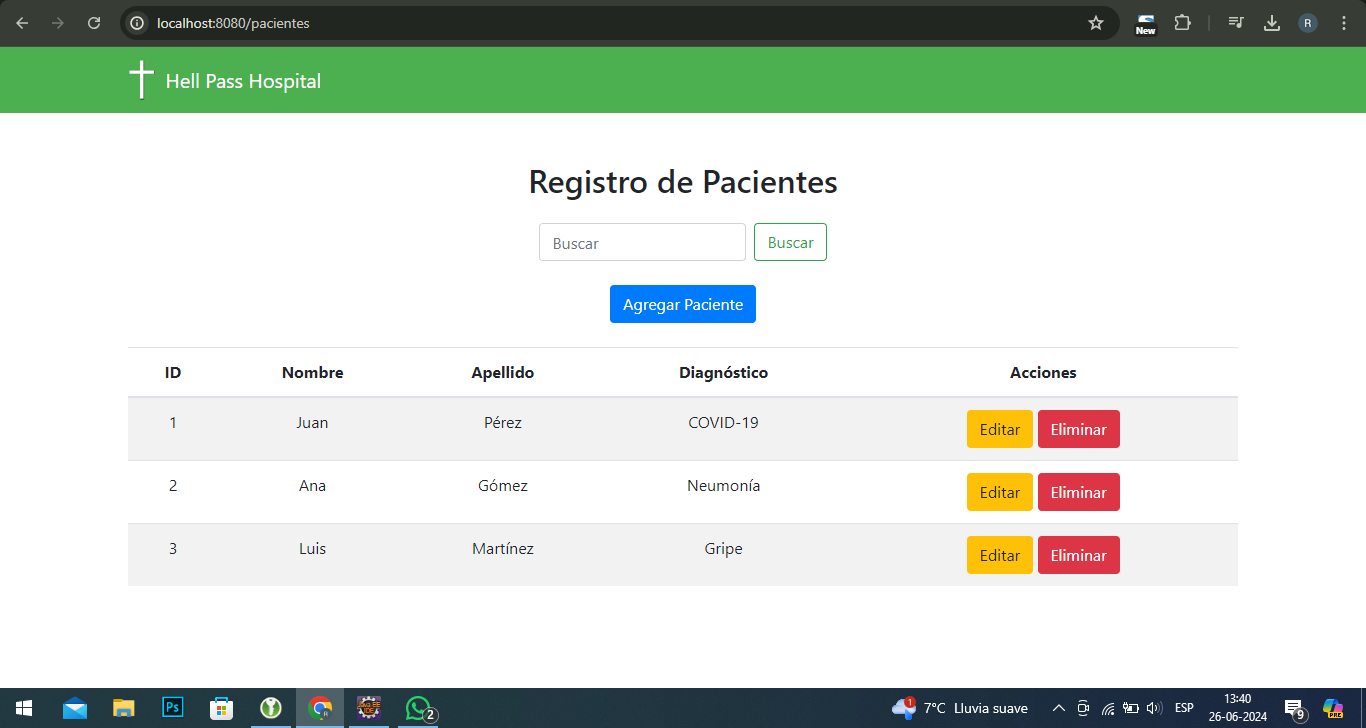 localhost:8080/pacientes
New
R
Hell Pass Hospital
Registro de Pacientes
Buscar Buscar
Agregar Paciente
ID Nombre Apellido Diagnóstico Acciones
1 Juan Pérez COVID-19 Editar Eliminar
2 Ana Gómez Neumonía Editar Eliminar
3 Luis Martínez Gripe Editar Eliminar
Ps
2
1
7°C Lluvia suave
ESP
13:40
26-06-2024
9
PRE